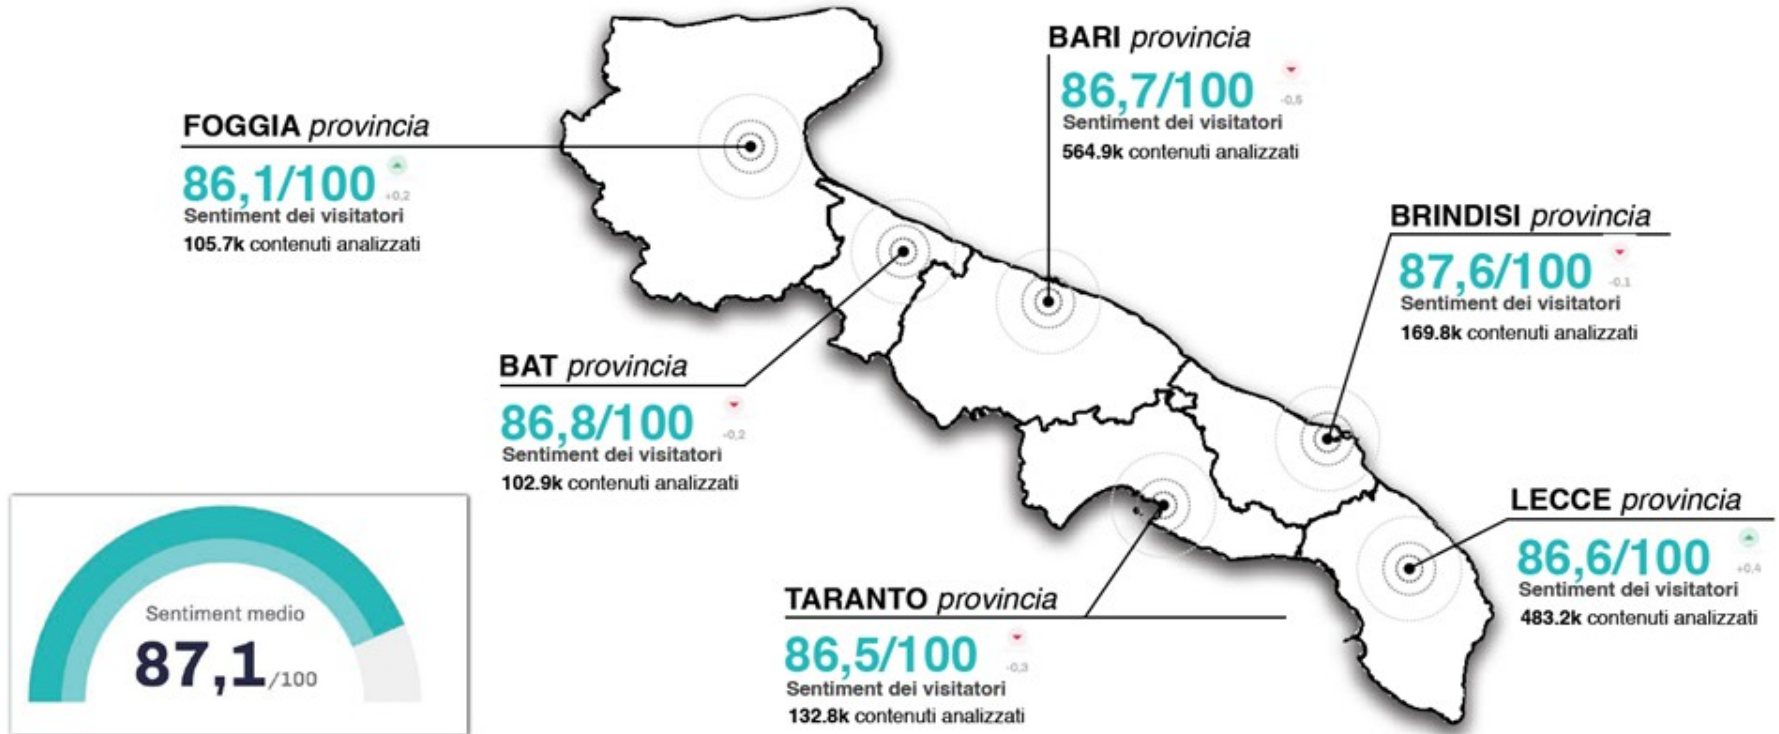 BARI provincia
86,7/100
-0,5
Sentiment dei visitatori
564.9k contenuti analizzati
FOGGIA provincia
86,1/100
+0,2
Sentiment dei visitatori
105.7k contenuti analizzati
BRINDISI provincia
87,6/100
-0,1
Sentiment dei visitatori
169.8k contenuti analizzati
BAT provincia
86,8/100
-0,2
Sentiment dei visitatori
102.9k contenuti analizzati
LECCE provincia
86,6/100
+0,4
Sentiment dei visitatori
483.2k contenuti analizzati
TARANTO provincia
86,5/100
-0,3
Sentiment dei visitatori
132.8k contenuti analizzati
Sentiment medio
87,1/100